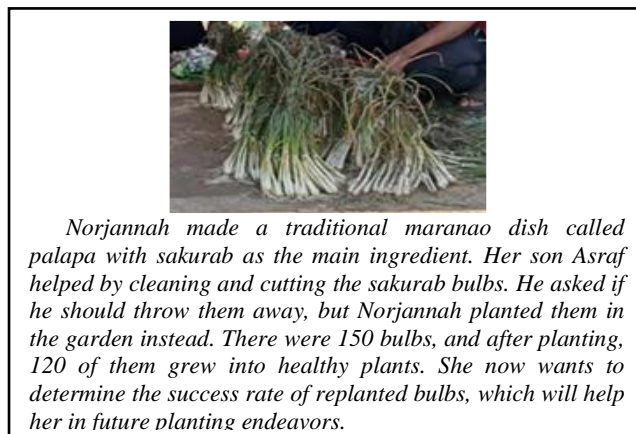 Norjannah made a traditional maranao dish called
palapa with sakurab as the main ingredient. Her son Asraf
helped by cleaning and cutting the sakurab bulbs. He asked if
he should throw them away, but Norjannah planted them in
the garden instead. There were 150 bulbs, and after planting,
120 of them grew into healthy plants. She now wants to
determine the success rate of replanted bulbs, which will help
her in future planting endeavors.